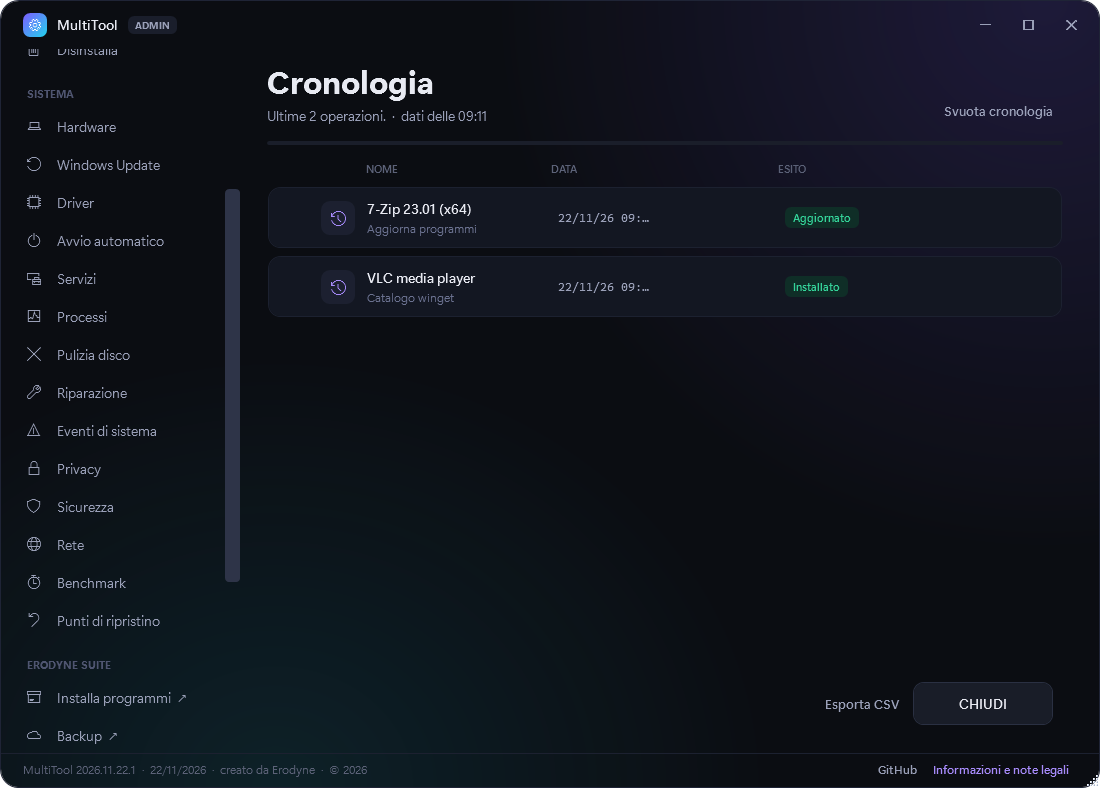 MultiTool ADMIN
Disinstalla
SISTEMA
Hardware
Windows Update
Driver
Avvio automatico
Servizi
Processi
Pulizia disco
Riparazione
Eventi di sistema
Privacy
Sicurezza
Rete
Benchmark
Punti di ripristino
ERODYNE SUITE
Installa programmi ↗
Backup ↗
Cronologia
Ultime 2 operazioni. · dati delle 09:11
Svuota cronologia
NOME DATA ESITO
7-Zip 23.01 (x64)
Aggiorna programmi
22/11/26 09:…
Aggiornato
VLC media player
Catalogo winget
22/11/26 09:…
Installato
Esporta CSV
CHIUDI
MultiTool 2026.11.22.1 · 22/11/2026 · creato da Erodyne · © 2026
GitHub Informazioni e note legali